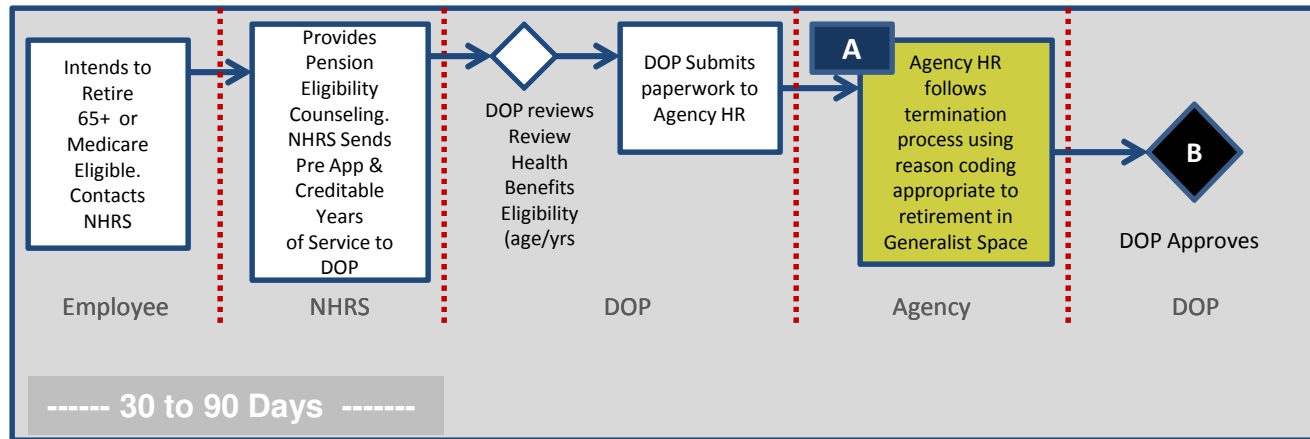 Intends to
Retire
65+ or
Medicare
Eligible.
Contacts
NHRS
Provides
Pension
Eligibility
Counseling.
NHRS Sends
Pre App &
Creditable
Years
of Service to
DOP
DOP reviews
Review
Health
Benefits
Eligibility
(age/yrs
DOP Submits
paperwork to
Agency HR
A
Agency HR
follows
termination
process using
reason coding
appropriate to
retirement in
Generalist Space
B
DOP Approves
Employee
NHRS
DOP
Agency
DOP
------ 30 to 90 Days -------